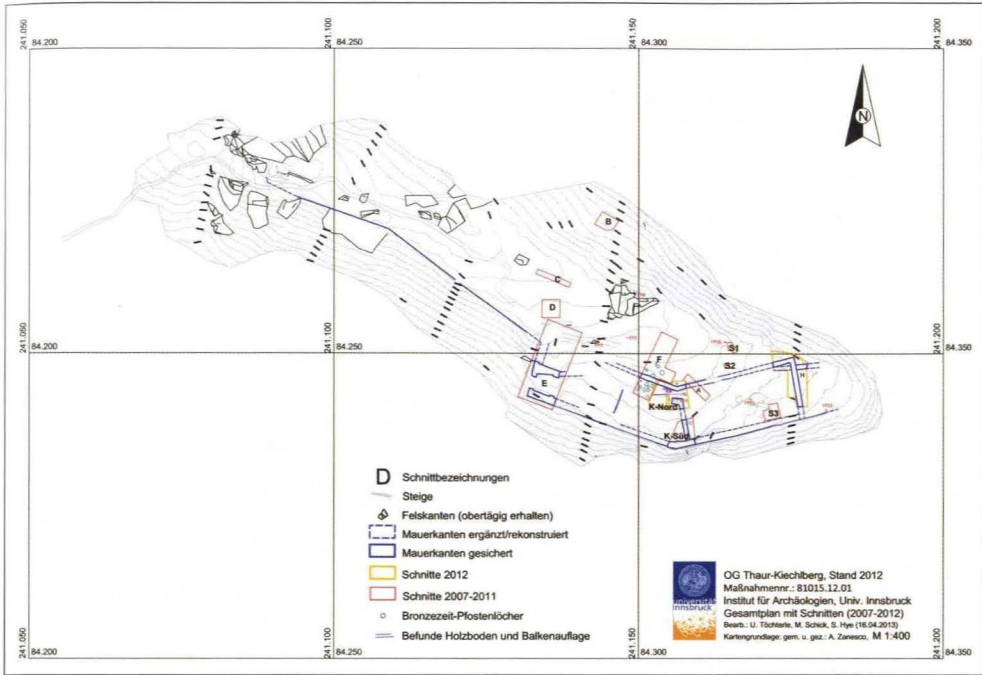 241.050
84.200
241.100
84.250
241.150
84.300
241.200
84.350
N
B
C
A
D
241.050
84.200
241.100
84.250
F
S1
S2
241.200
84.350
H
E
K-Nord
S3
K-Süd
D Schnittbezeichnungen
Steige
Felskanten (obertägig erhalten)
Mauerkanten ergänzt/rekonstruiert
Mauerkanten gesichert
Schnitte 2012
Schnitte 2007-2011
Bronzezeit-Pfostenlöcher
Befunde Holzboden und Balkenauflage
universität
innsbruck
OG Thaur-Kiechlberg, Stand 2012
Maßnahmennr.: 81015.12.01
Institut für Archäologien, Univ. Innsbruck
Gesamtplan mit Schnitten (2007-2012)
Bearb.: U. Töchterle, M. Schick, S. Hye (16.04.2013)
Kartengrundlage: gem. u. gez.: A. Zanesco, M 1:400
241.050
84.200
241.100
84.250
241.150
84.300
241.200
84.350